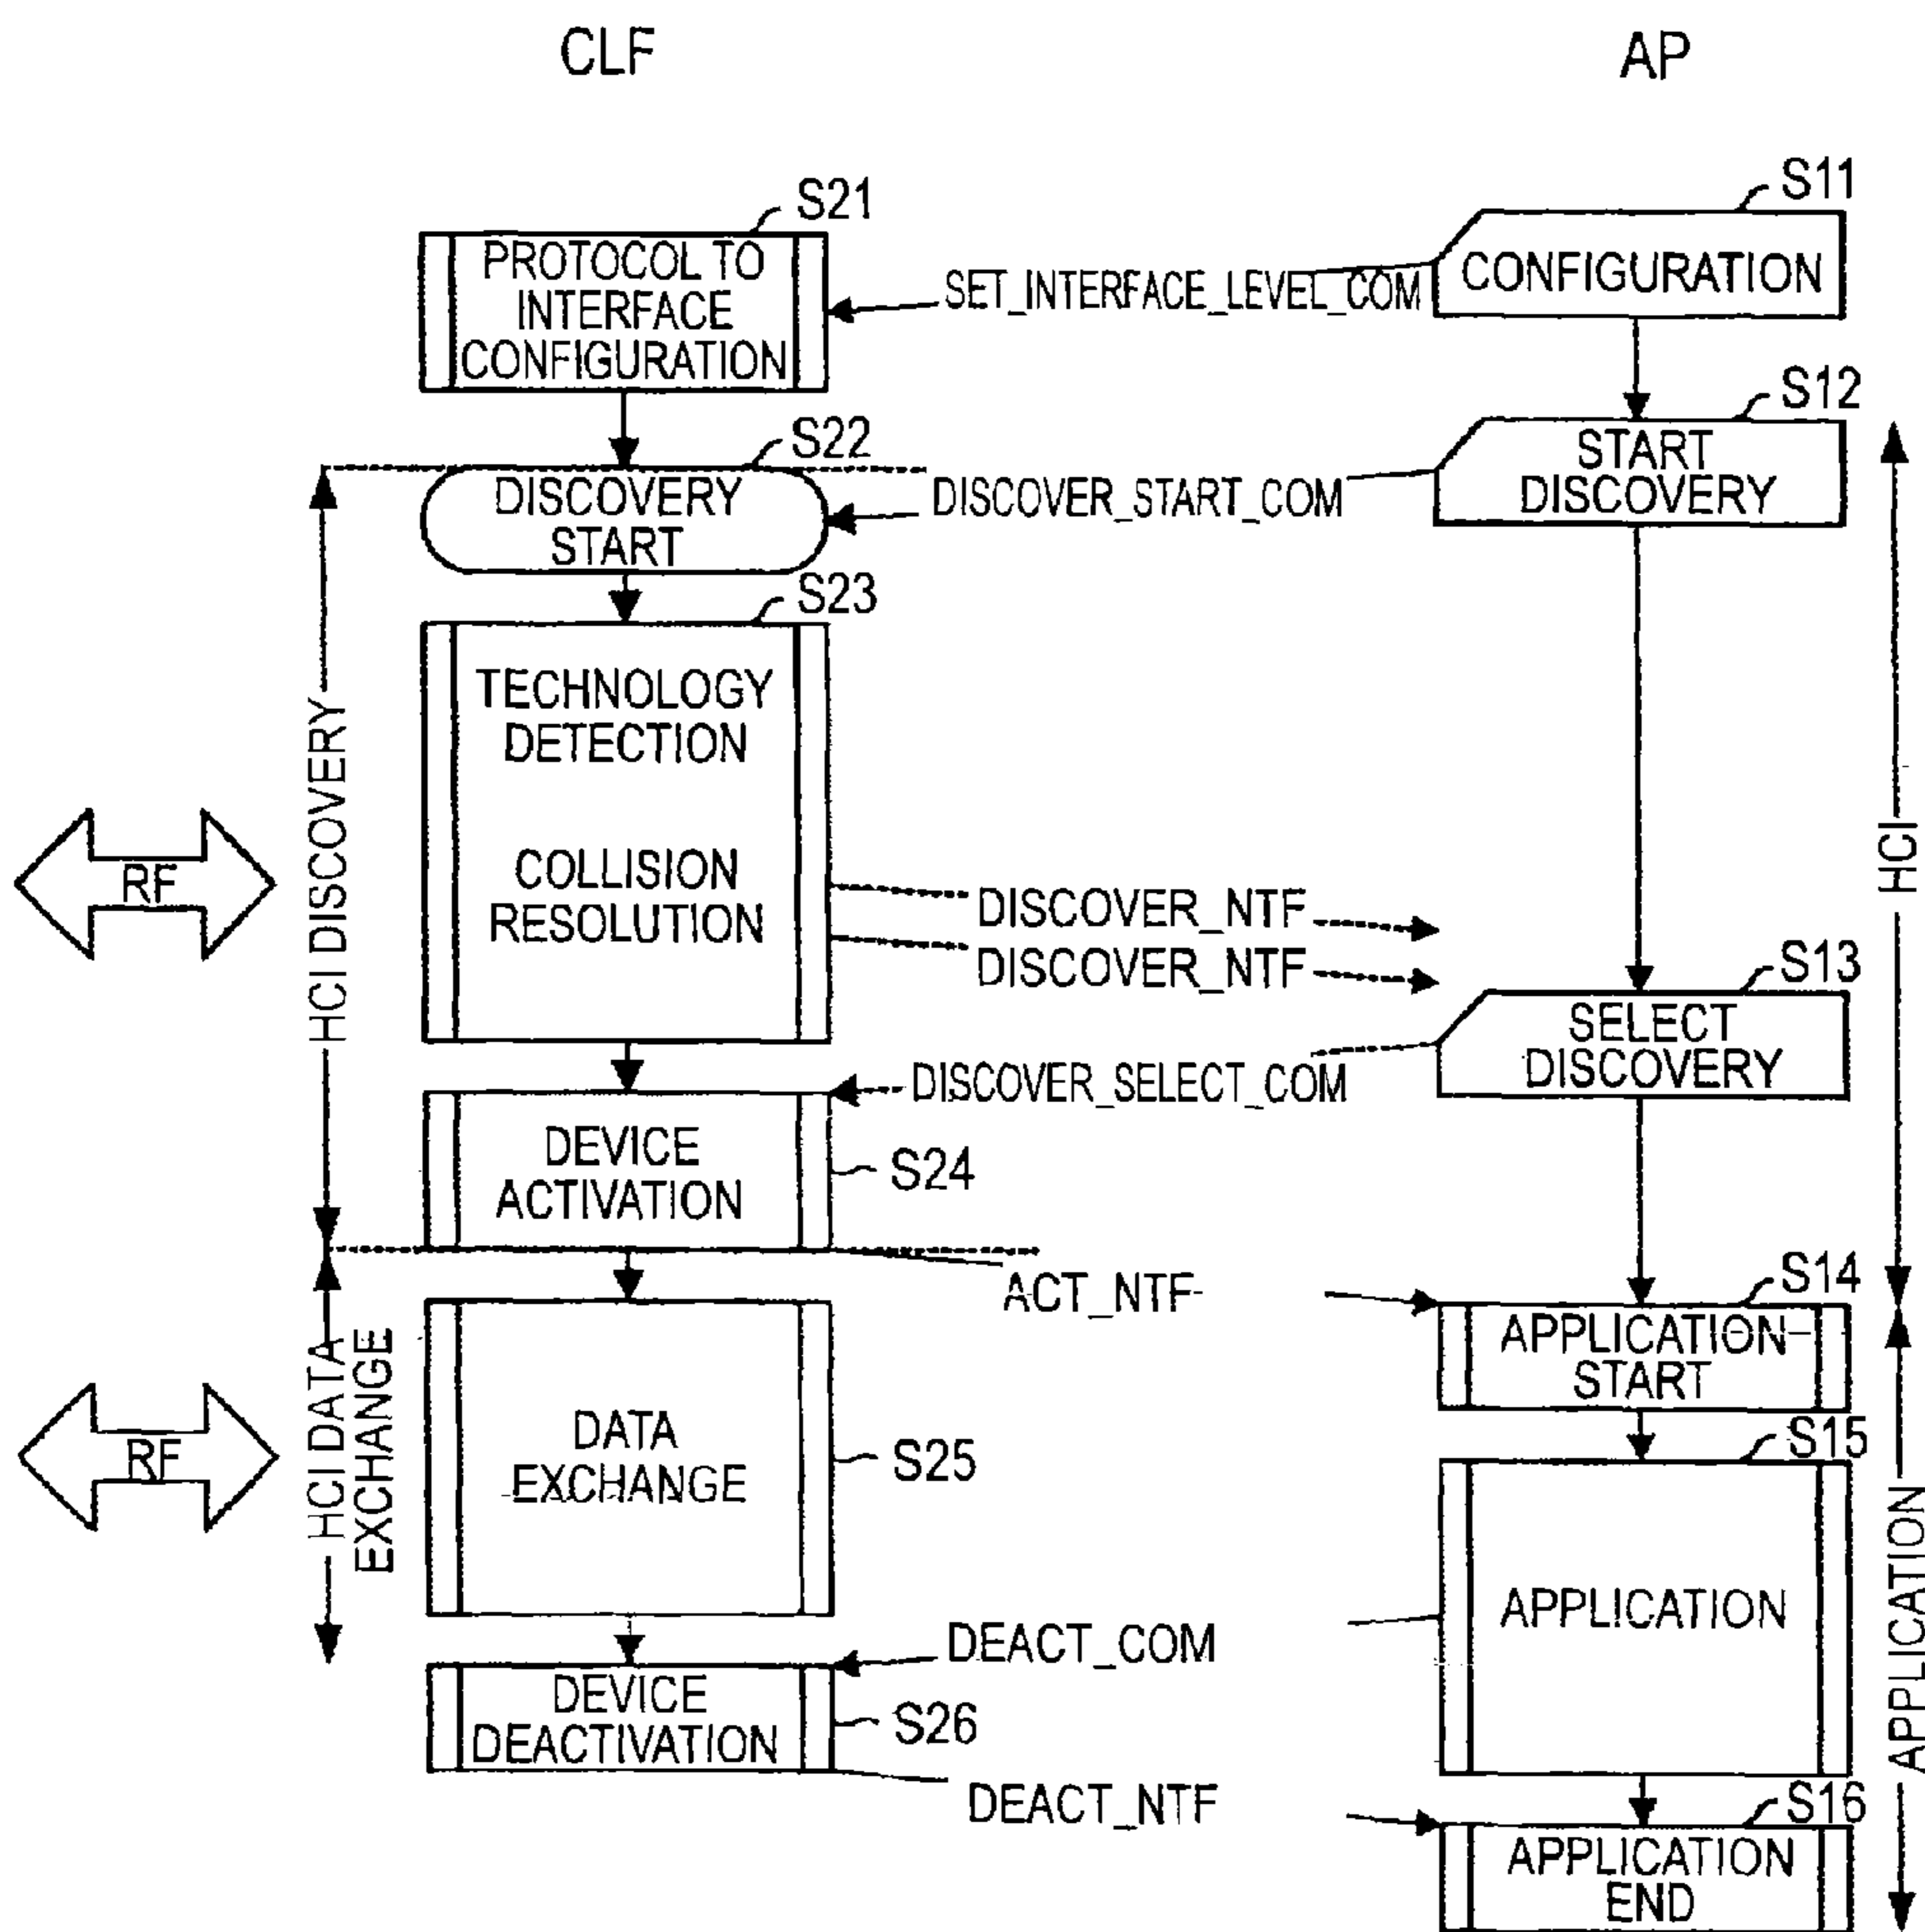 CLF
AP
S21
S11
PROTOCOL TO
INTERFACE
CONFIGURATION
SET_INTERFACE_LEVEL_COM
CONFIGURATION
S22
S12
DISCOVERY
START
DISCOVER_START_COM
START
DISCOVERY
S23
TECHNOLOGY
DETECTION
COLLISION
RESOLUTION
HCI DISCOVERY
RF
HCI
DISCOVER_NTF
DISCOVER_NTF
S13
SELECT
DISCOVERY
DISCOVER_SELECT_COM
DEVICE
ACTIVATION
S24
ACT_NTF
S14
APPLICATION
START
HCI DATA
EXCHANGE
RF
DATA
EXCHANGE
S25
S15
APPLICATION
APPLICATION
DEACT_COM
DEVICE
DEACTIVATION
S26
DEACT_NTF
S16
APPLICATION
END